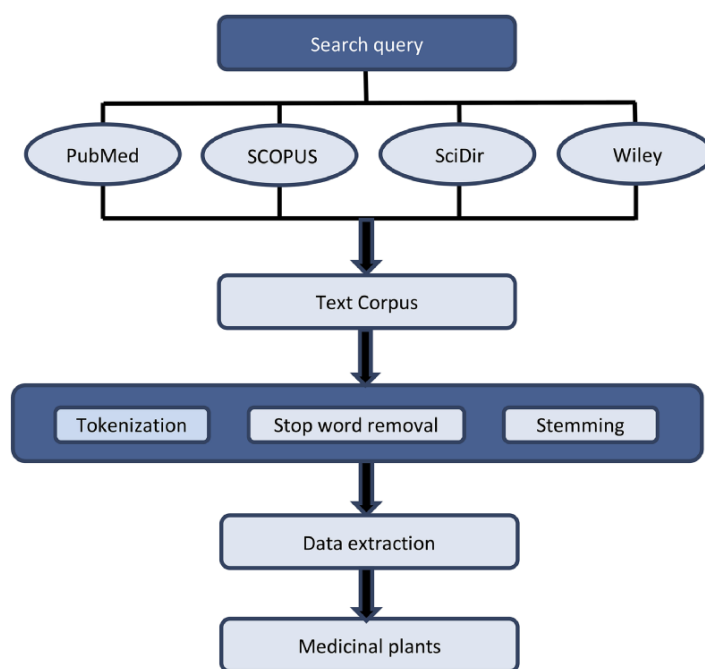 Search query
PubMed
SCOPUS
SciDir
Wiley
Text Corpus
Tokenization
Stop word removal
Stemming
Data extraction
Medicinal plants